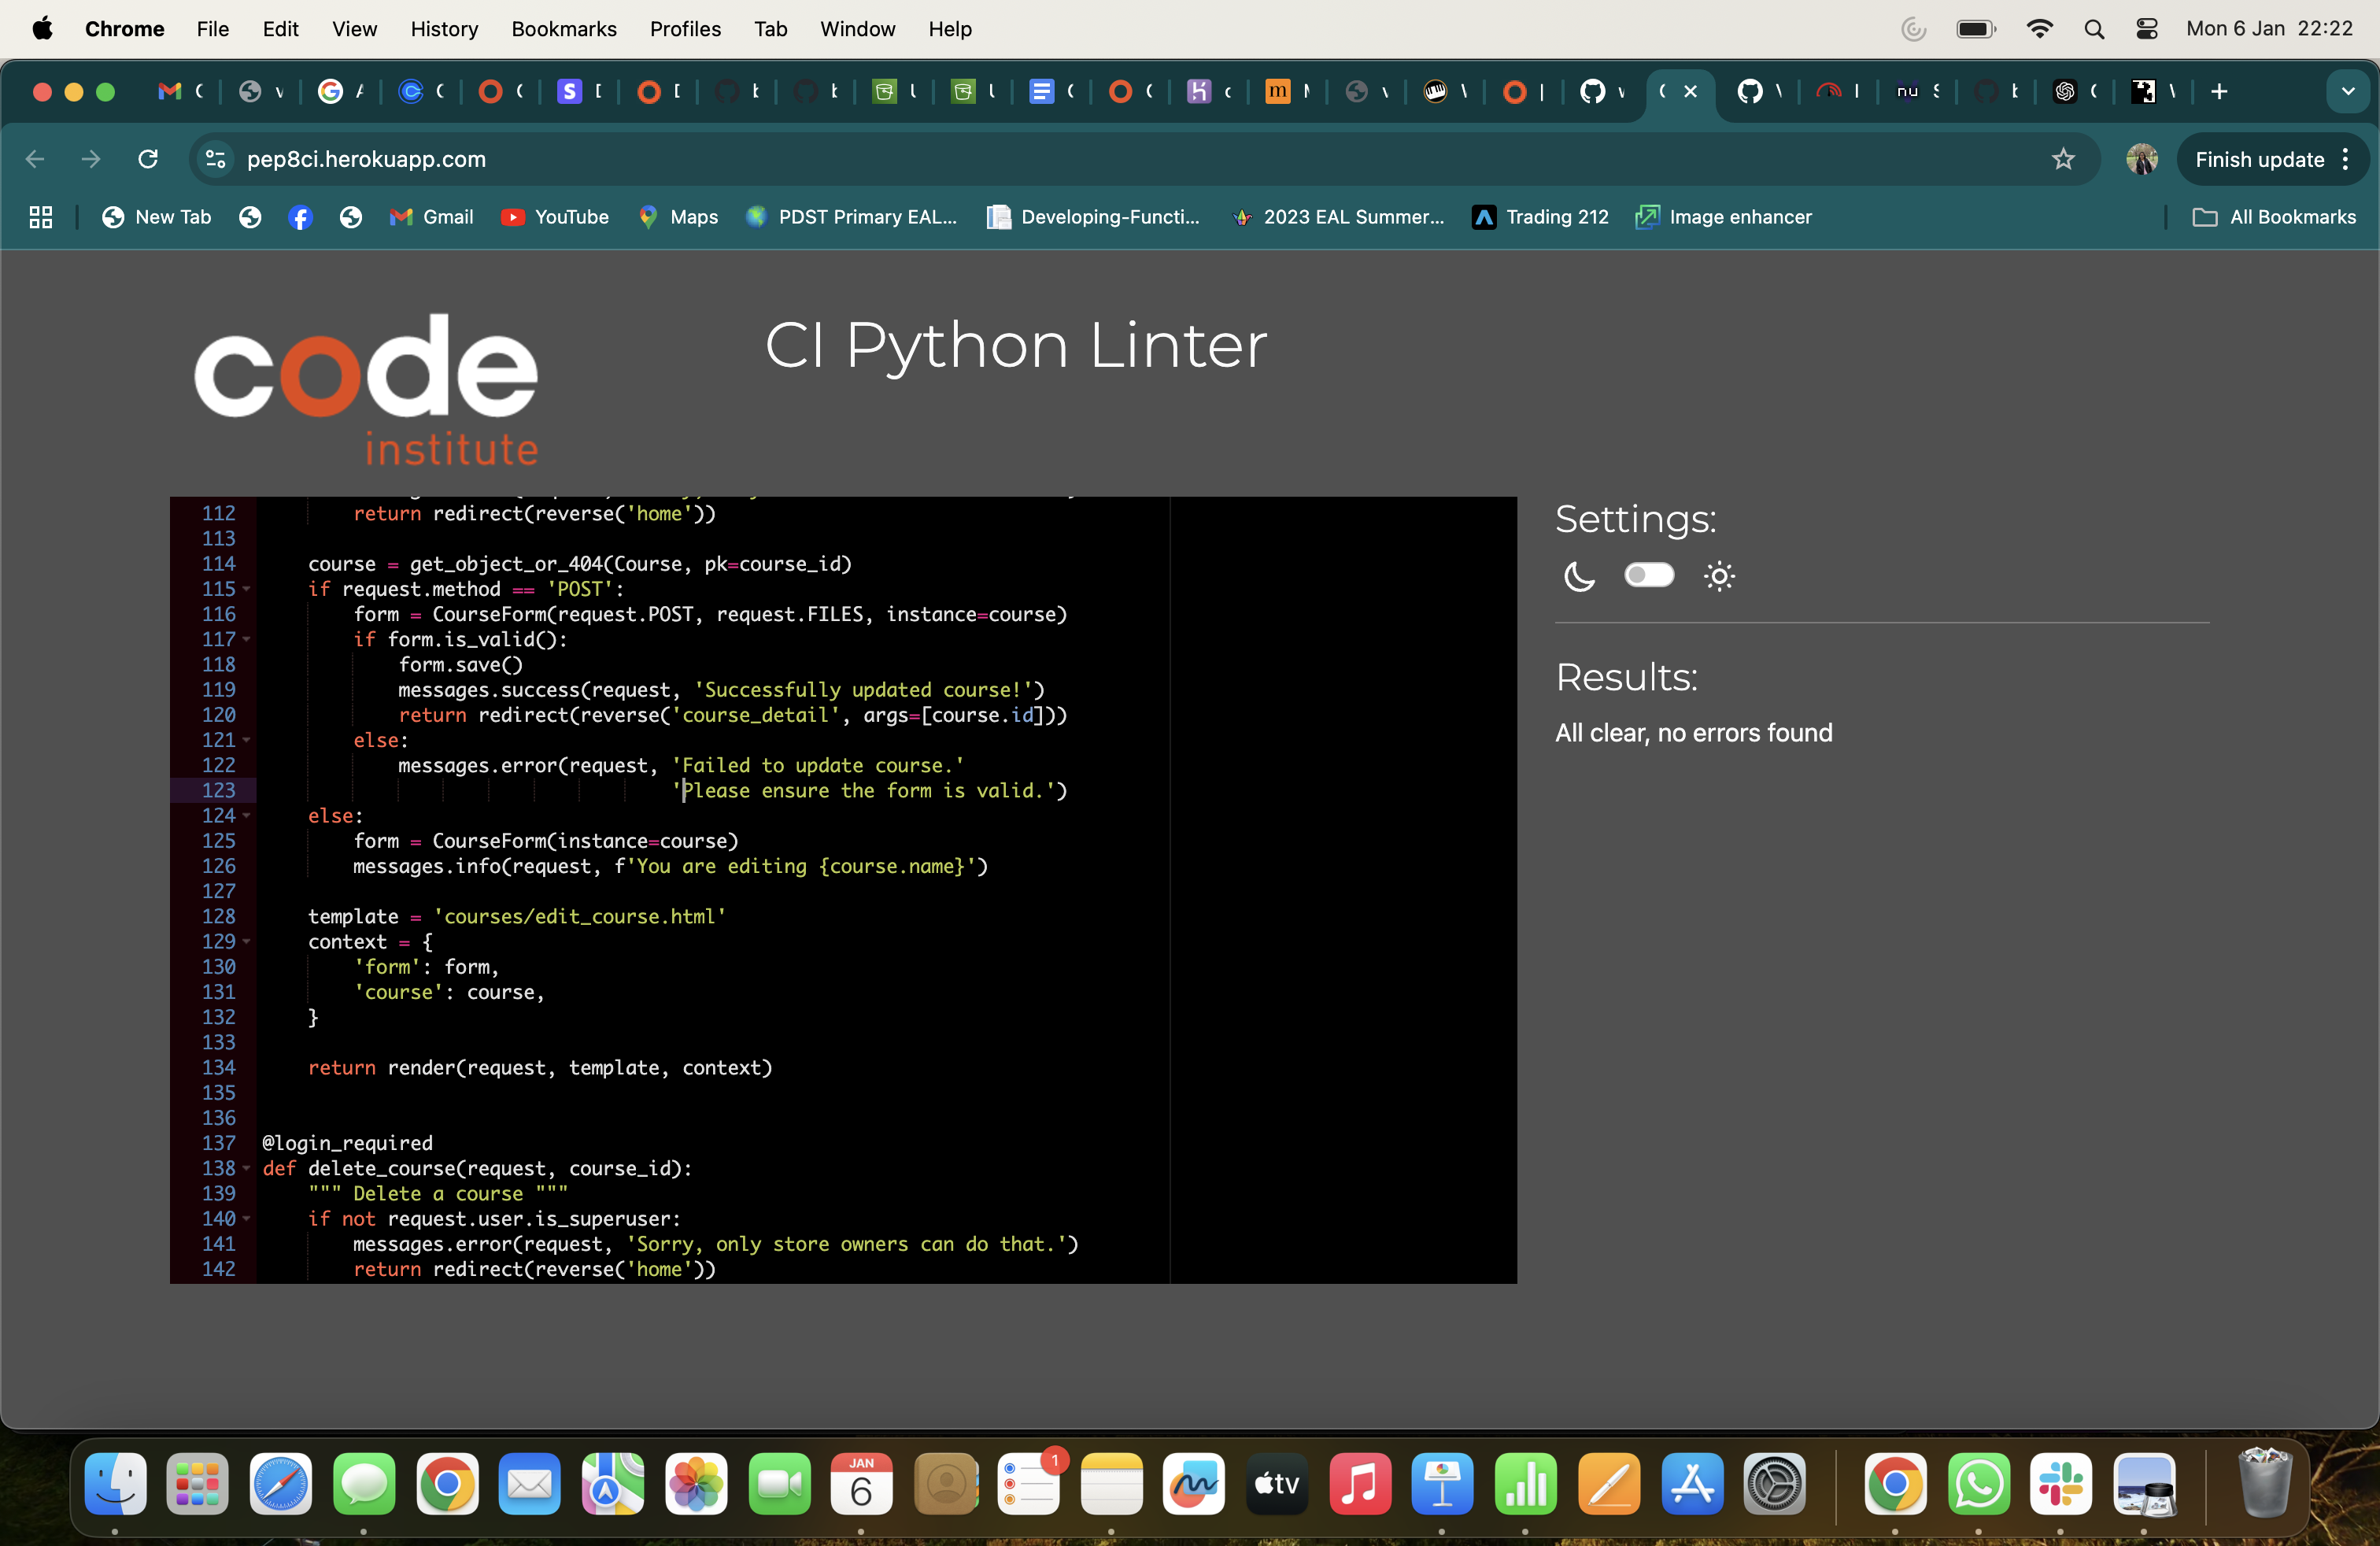 Chrome File Edit View History Bookmarks Profiles Tab Window Help Mon 6 Jan 22:22
pep8ci.herokuapp.com Finish update
New Tab Gmail YouTube Maps PDST Primary EAL... Developing-Functi... 2023 EAL Summer... Trading 212 Image enhancer All Bookmarks
code
institute
CI Python Linter
112 return redirect(reverse('home'))
113
114 course = get_object_or_404(Course, pk=course_id)
115 if request.method == 'POST':
116 form = CourseForm(request.POST, request.FILES, instance=course)
117 if form.is_valid():
118 form.save()
119 messages.success(request, 'Successfully updated course!')
120 return redirect(reverse('course_detail', args=[course.id]))
121 else:
122 messages.error(request, 'Failed to update course.'
123 'Please ensure the form is valid.')
124 else:
125 form = CourseForm(instance=course)
126 messages.info(request, f'You are editing {course.name}')
127
128 template = 'courses/edit_course.html'
129 context = {
130 'form': form,
131 'course': course,
132 }
133
134 return render(request, template, context)
135
136
137 @login_required
138 def delete_course(request, course_id):
139 """ Delete a course """
140 if not request.user.is_superuser:
141 messages.error(request, 'Sorry, only store owners can do that.')
142 return redirect(reverse('home'))
Settings:
Results:
All clear, no errors found
JAN
6
1
tv